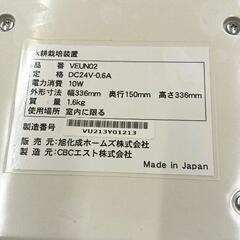 水耕栽培装置
品 番 VEUN02
定 格 DC24V-0.6A
電力消費 10W
外形寸法 幅336mm 奥行150mm 高さ336mm
質 量 1.6kg
使用場所 室内に限る
製造番号
VU213Y01213
販 売 元 旭化成ホームズ株式会社
製 造 元 CBCエスト株式会社
Made in Japan